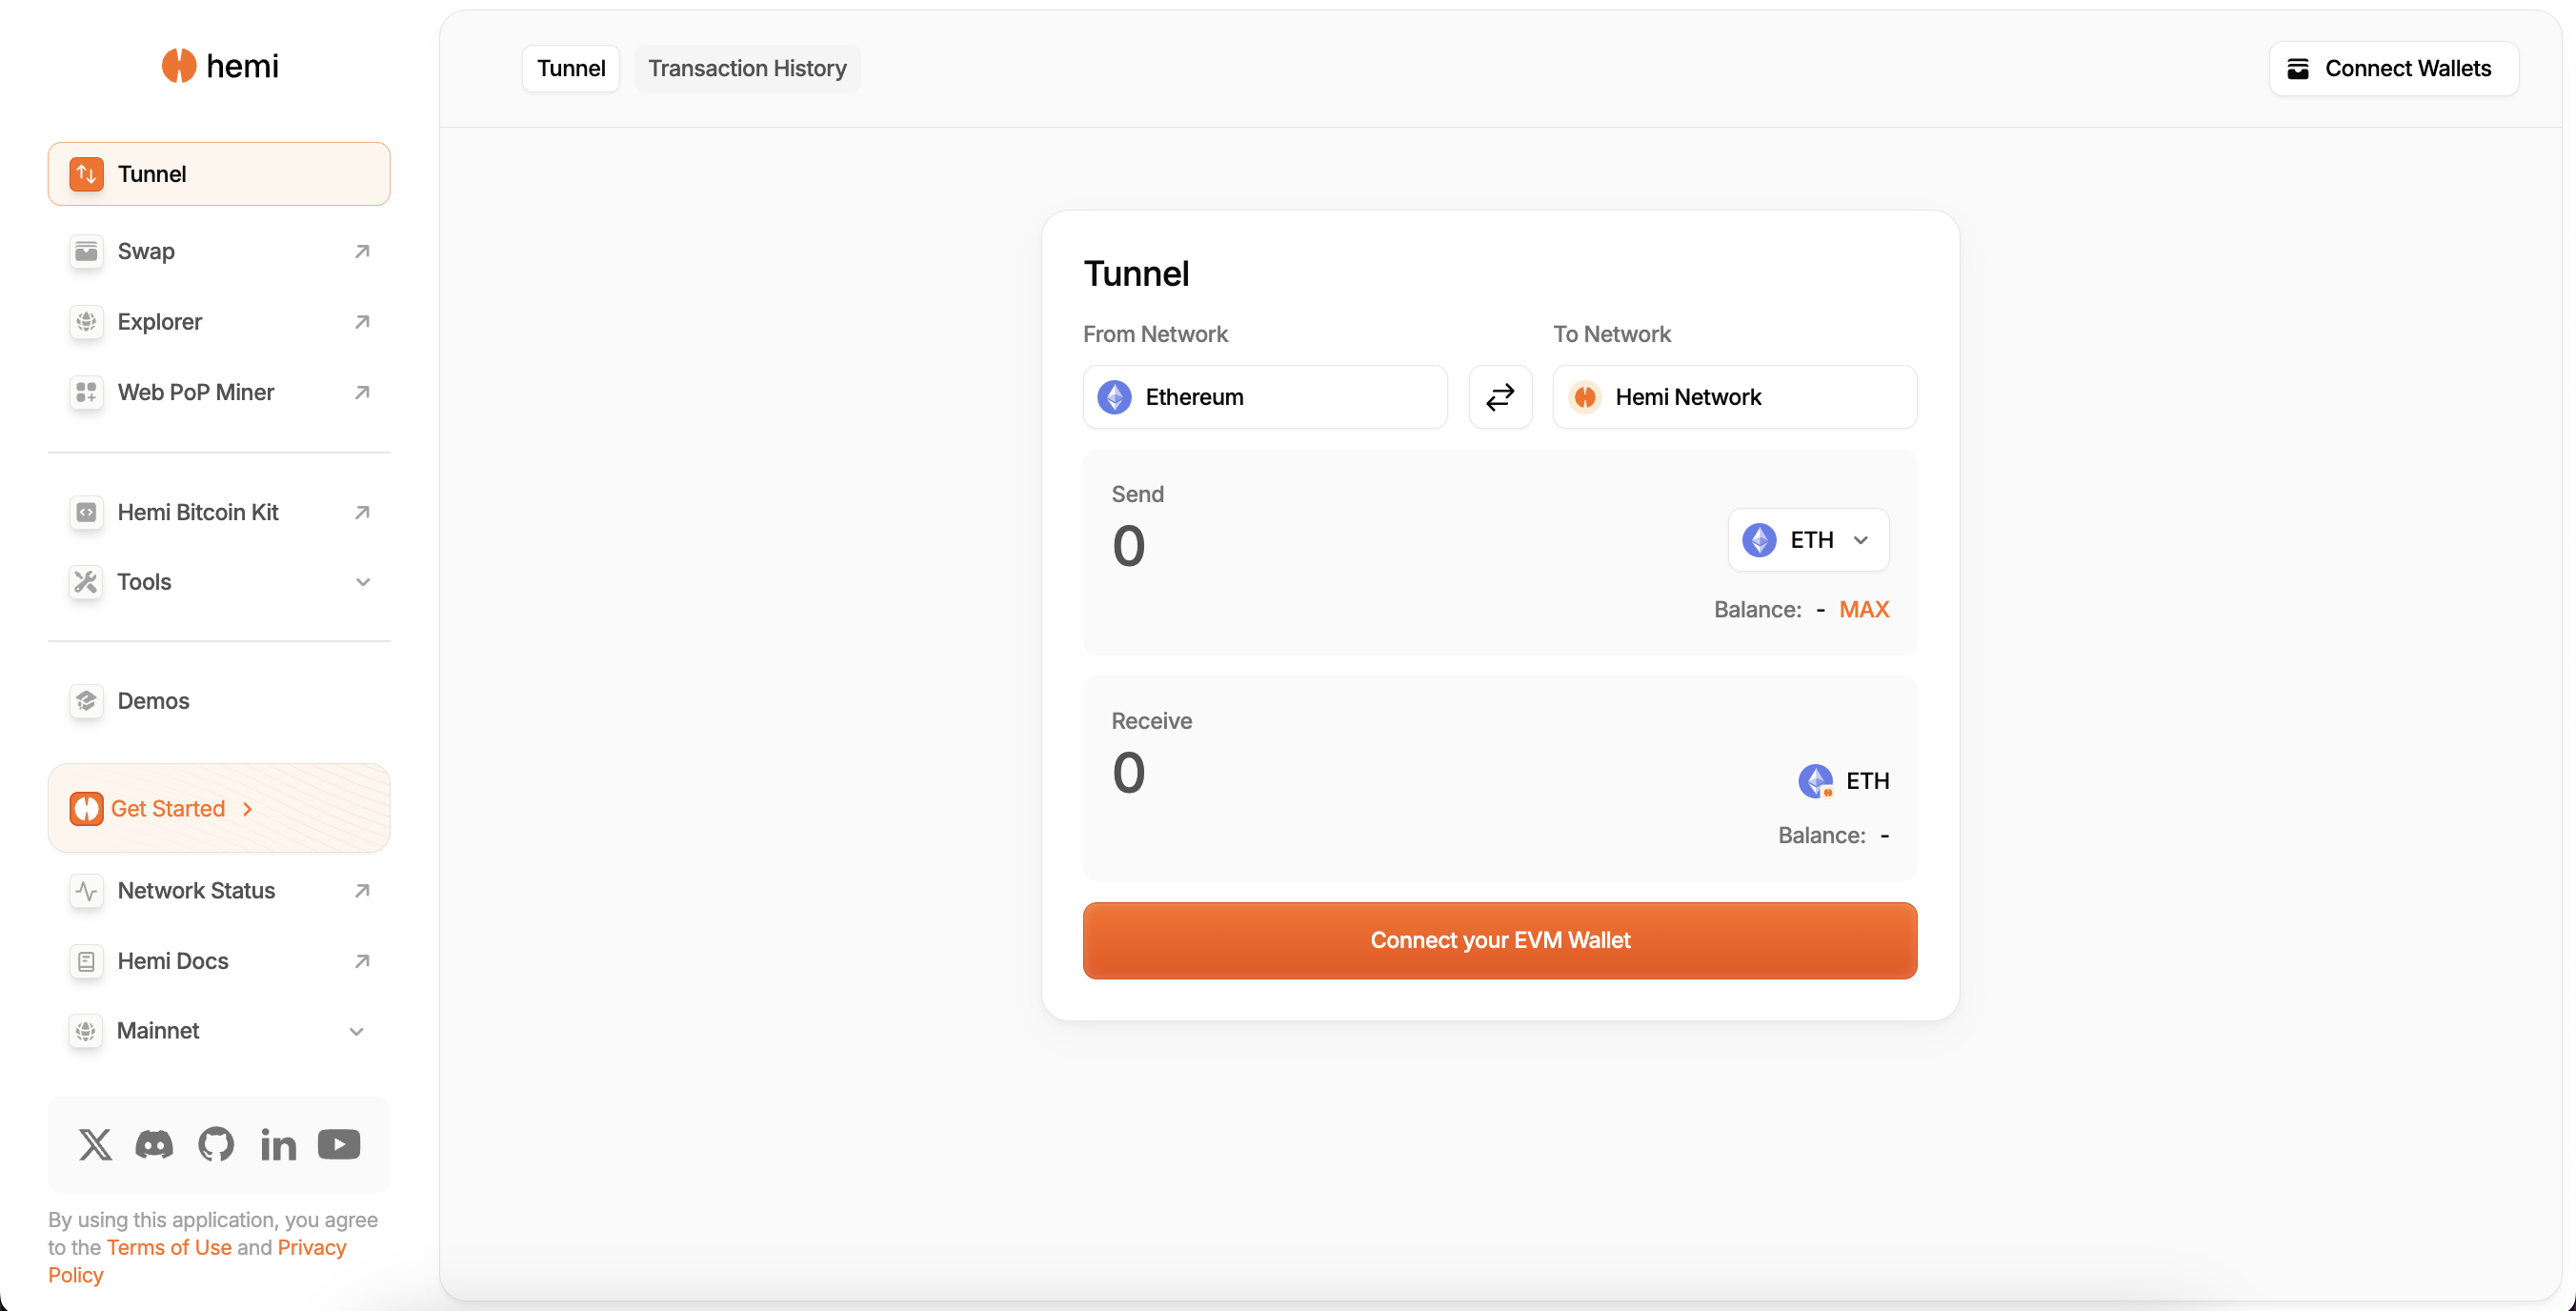 hemi
Tunnel
Swap
Explorer
Web PoP Miner
Hemi Bitcoin Kit
Tools
Demos
Get Started
Network Status
Hemi Docs
Mainnet
By using this application, you agree
to the Terms of Use and Privacy
Policy
Tunnel
Transaction History
Connect Wallets
Tunnel
From Network
To Network
Ethereum
Hemi Network
Send
0
ETH
Balance: - MAX
Receive
0
ETH
Balance: -
Connect your EVM Wallet